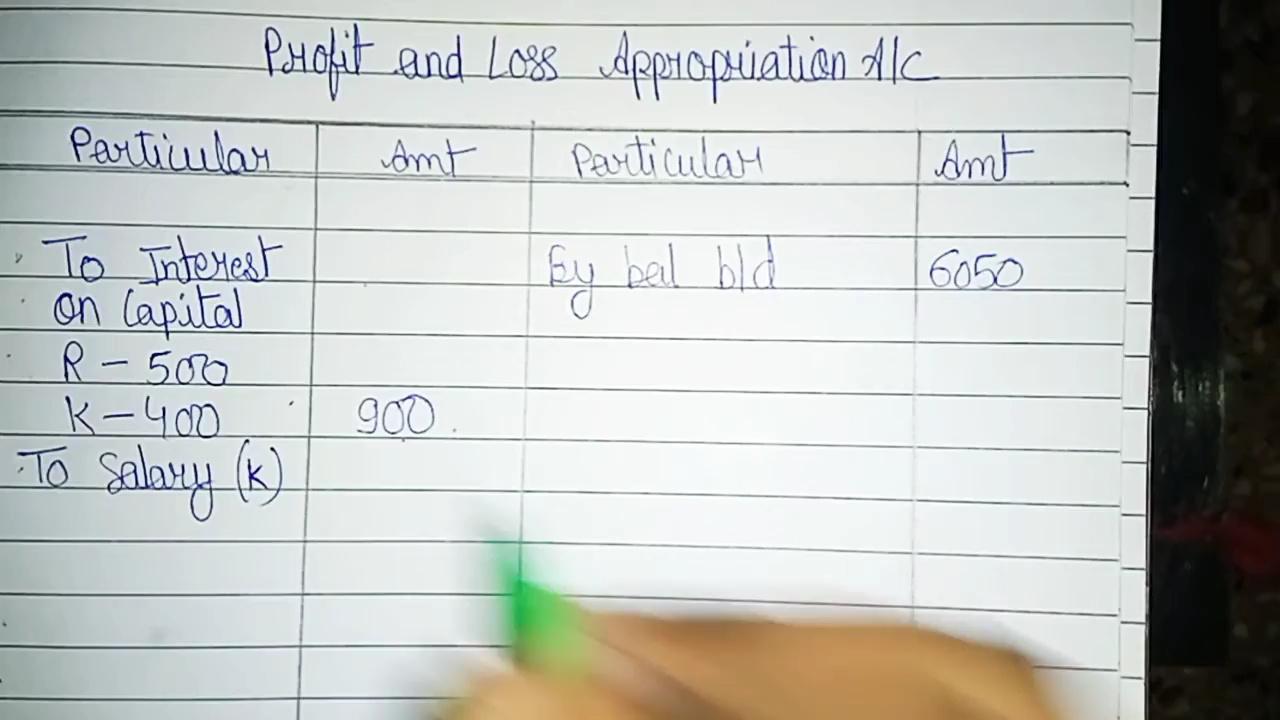 Profit and Loss Appropriation A/c
Particular Amt Particular Amt
To Interest By bal b/d 6050
on Capital
R - 500
K - 400 900
To Salary (K)